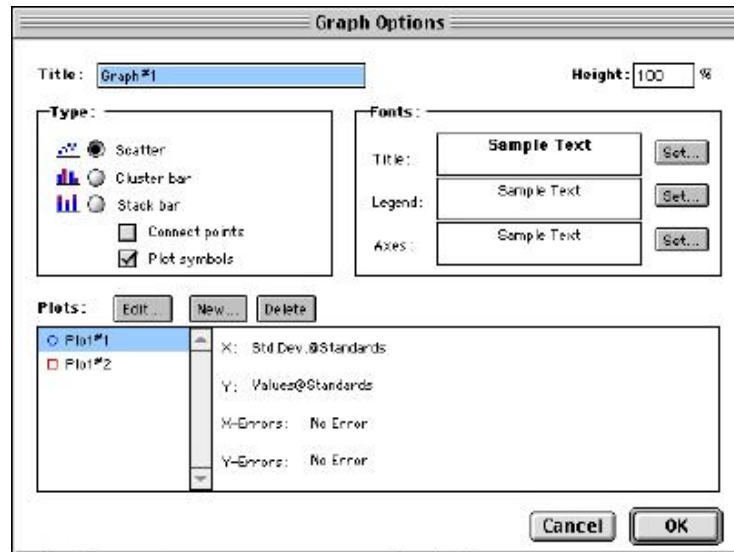 Graph Options
Title: Graph#1 Height: 100 %
Type:
Scatter
Cluster bar
Stack bar
Connect points
Plot symbols
Fonts:
Title: Sample Text Set...
Legend: Sample Text Set...
Axes: Sample Text Set...
Plots: Edit... New... Delete
Plot#1
Plot#2
X: Std.Dev.@Standards
Y: Values@Standards
X-Errors: No Error
Y-Errors: No Error
Cancel OK